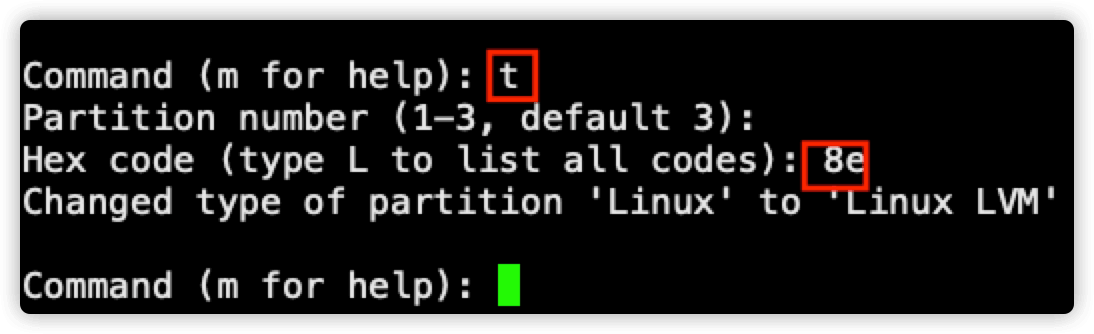 Command (m for help): t
Partition number (1-3, default 3):
Hex code (type L to list all codes): 8e
Changed type of partition 'Linux' to 'Linux LVM'
Command (m for help):